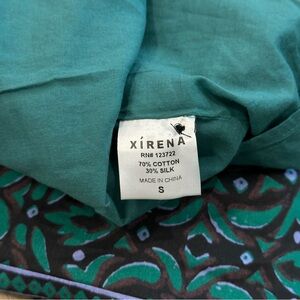 XíRENA
RN# 123722
70% COTTON
30% SILK
MADE IN CHINA
S